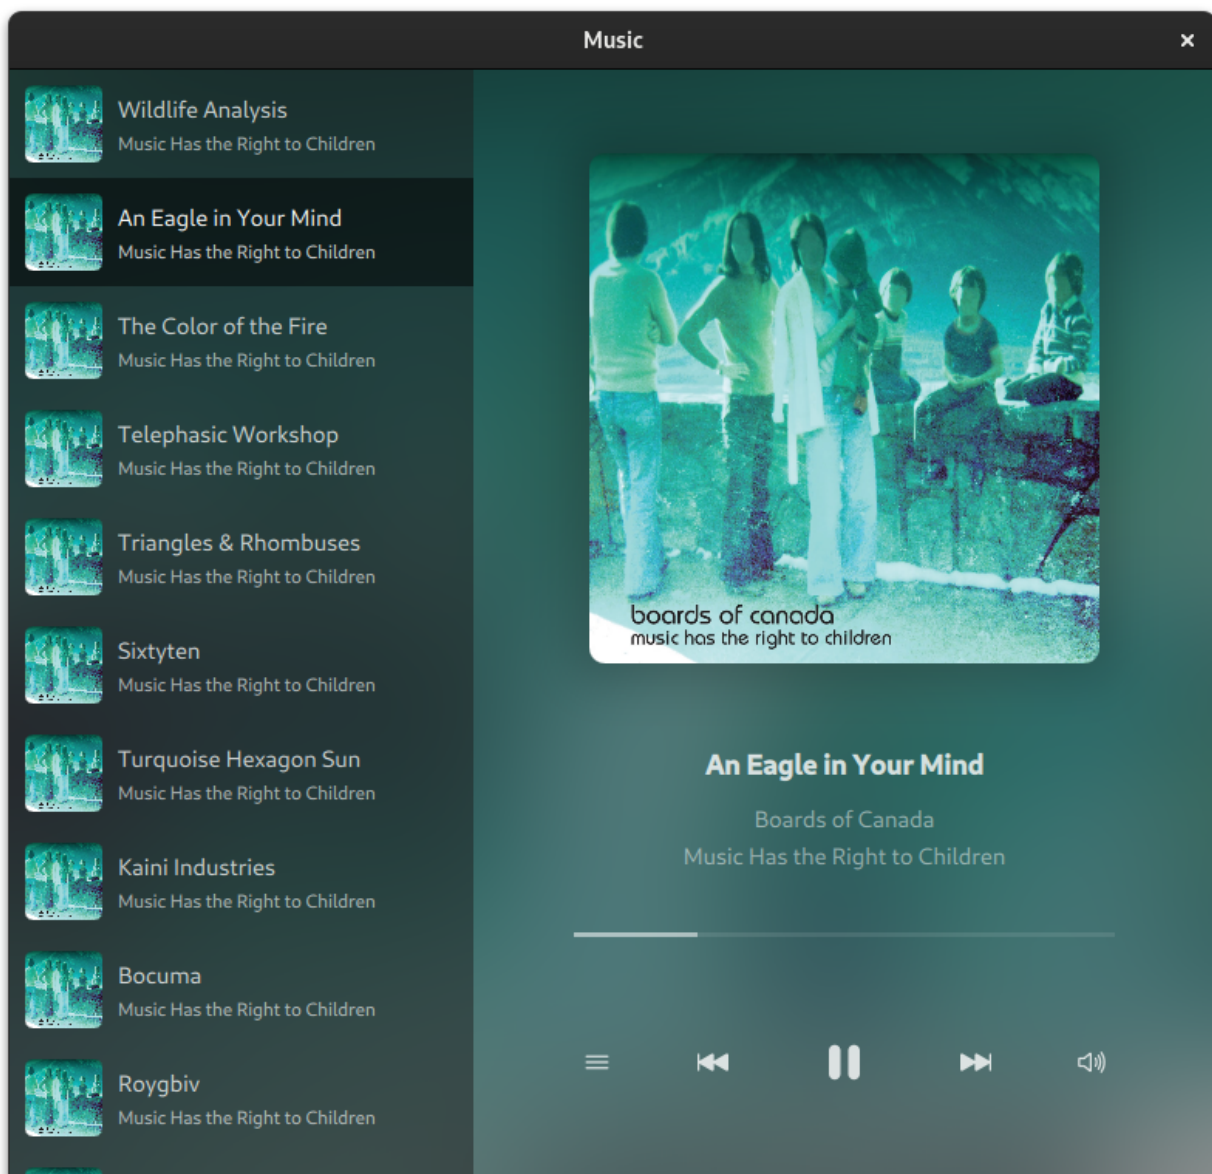 Music
Wildlife Analysis
Music Has the Right to Children
An Eagle in Your Mind
Music Has the Right to Children
The Color of the Fire
Music Has the Right to Children
Telephasic Workshop
Music Has the Right to Children
Triangles & Rhombuses
Music Has the Right to Children
Sixtyten
Music Has the Right to Children
Turquoise Hexagon Sun
Music Has the Right to Children
Kaini Industries
Music Has the Right to Children
Bocuma
Music Has the Right to Children
Roygbiv
Music Has the Right to Children
boards of canada
music has the right to children
An Eagle in Your Mind
Boards of Canada
Music Has the Right to Children